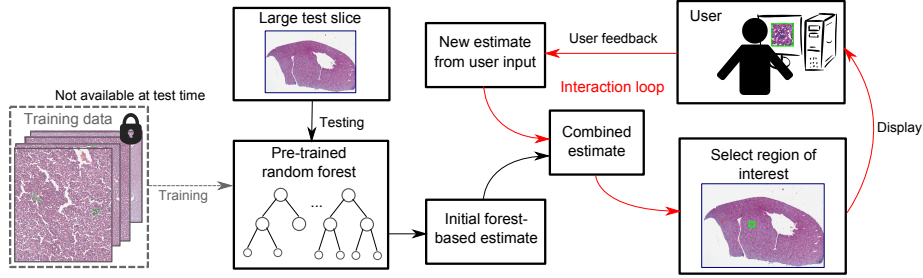 Large test slice
Not available at test time
Training data
Testing
Training
Pre-trained
random forest
...
Initial forest-
based estimate
New estimate
from user input
User feedback
User
Interaction loop
Combined
estimate
Select region of
interest
Display